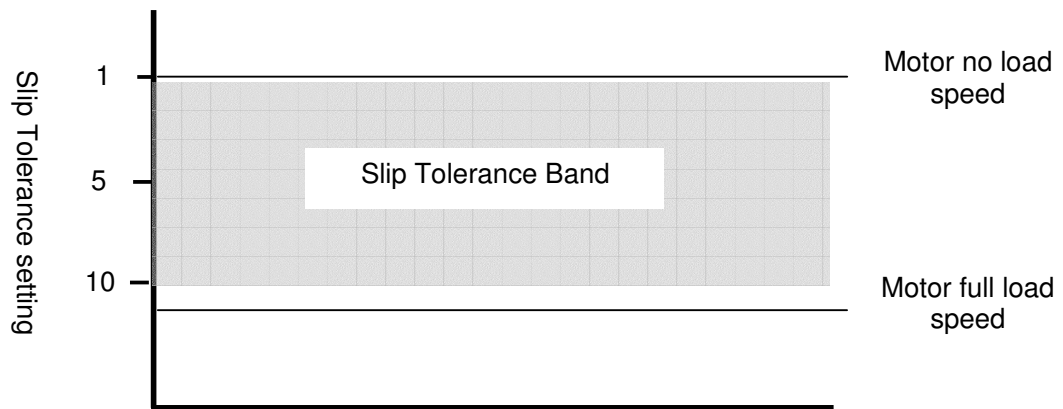 Slip Tolerance setting
1
5
10
Slip Tolerance Band
Motor no load
speed
Motor full load
speed